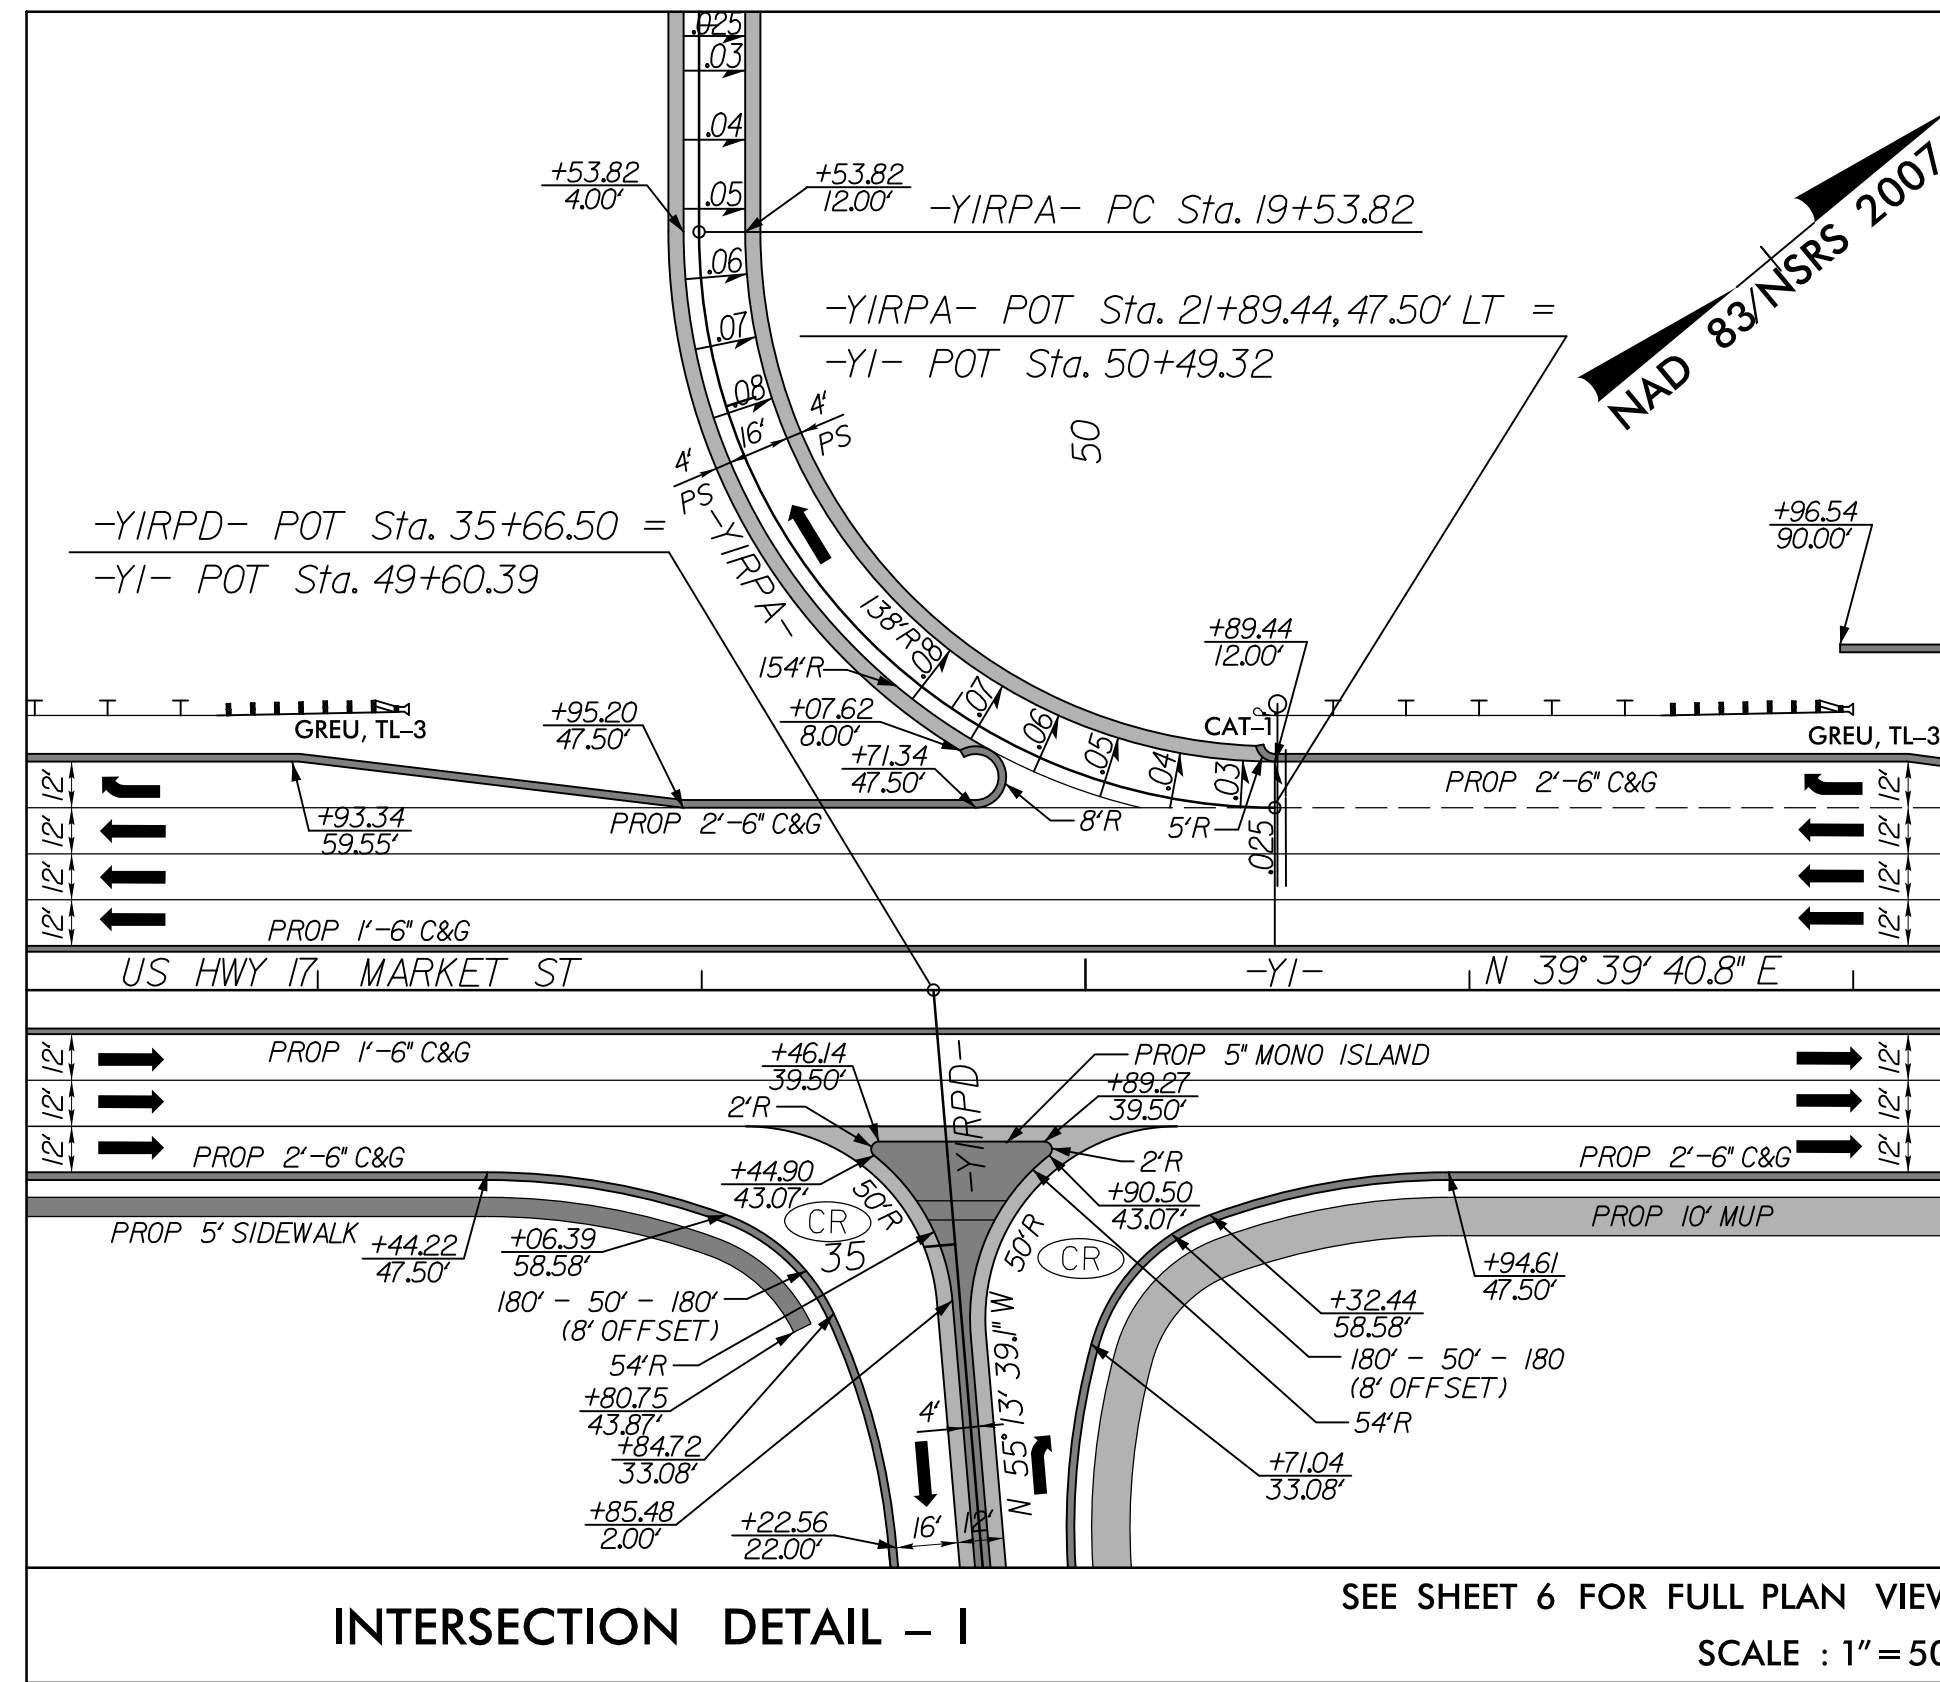 .025
.03
.04
.05
.06
.07
.08
+53.82
4.00'
+53.82
12.00'
-Y1RPA- PC Sta. 19+53.82
-Y1RPA- POT Sta. 21+89.44, 47.50' LT =
-Y1- POT Sta. 50+49.32
NAD 83/NSRS 2007
50
4'
PS
16'
4'
PS
-Y1RPD- POT Sta. 35+66.50 =
-Y1- POT Sta. 49+60.39
-Y1RPA-
+96.54
90.00'
138'R
154'R
.08
.07
.06
.05
.04
.03
.025
+89.44
12.00'
CAT-1
GREU, TL-3
GREU, TL-3
+95.20
47.50'
+07.62
8.00'
+71.34
47.50'
+93.34
59.55'
PROP 2'-6" C&G
8'R
5'R
PROP 2'-6" C&G
12'
12'
12'
12'
12'
12'
12'
12'
PROP 1'-6" C&G
US HWY 17 MARKET ST
-Y1-
N 39° 39' 40.8" E
PROP 1'-6" C&G
12'
12'
12'
12'
12'
12'
+46.14
39.50'
2'R
-Y1RPD-
PROP 5" MONO ISLAND
+89.27
39.50'
2'R
PROP 2'-6" C&G
PROP 2'-6" C&G
+44.90
43.07'
50'R
CR
35
50'R
CR
+90.50
43.07'
PROP 5' SIDEWALK
PROP 10' MUP
+44.22
47.50'
+06.39
58.58'
180' - 50' - 180'
(8' OFFSET)
54'R
+80.75
43.87'
+84.72
33.08'
+85.48
2.00'
+22.56
22.00'
4'
16'
12'
N 55° 13' 39.1" W
+94.61
47.50'
+32.44
58.58'
180' - 50' - 180
(8' OFFSET)
54'R
+71.04
33.08'
INTERSECTION DETAIL - 1
SEE SHEET 6 FOR FULL PLAN VIEW
SCALE : 1" = 50